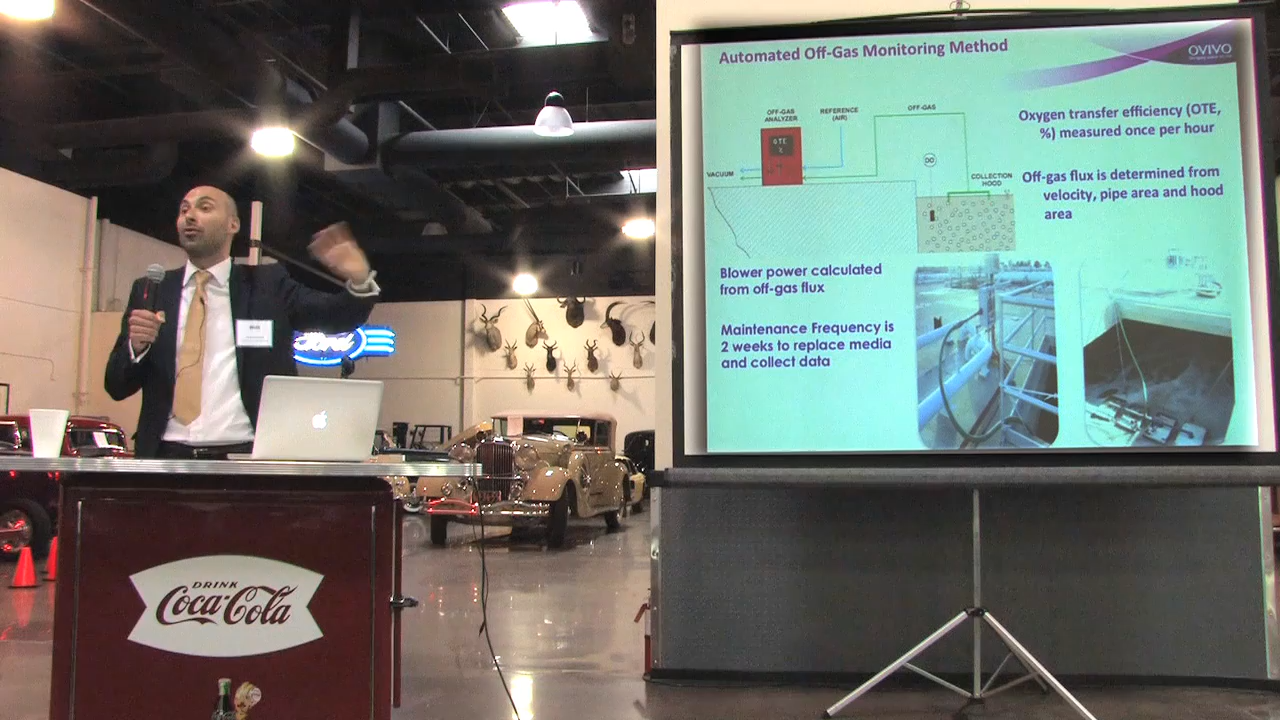 Automated Off-Gas Monitoring Method
OVIVO
OFF-GAS
ANALYZER
REFERENCE
(AIR)
OFF-GAS
OTE
%
VACUUM
DO
COLLECTION
HOOD
Oxygen transfer efficiency (OTE,
%) measured once per hour
Off-gas flux is determined from
velocity, pipe area and hood
area
Blower power calculated
from off-gas flux
Maintenance Frequency is
2 weeks to replace media
and collect data
Ford
DRINK
Coca-Cola